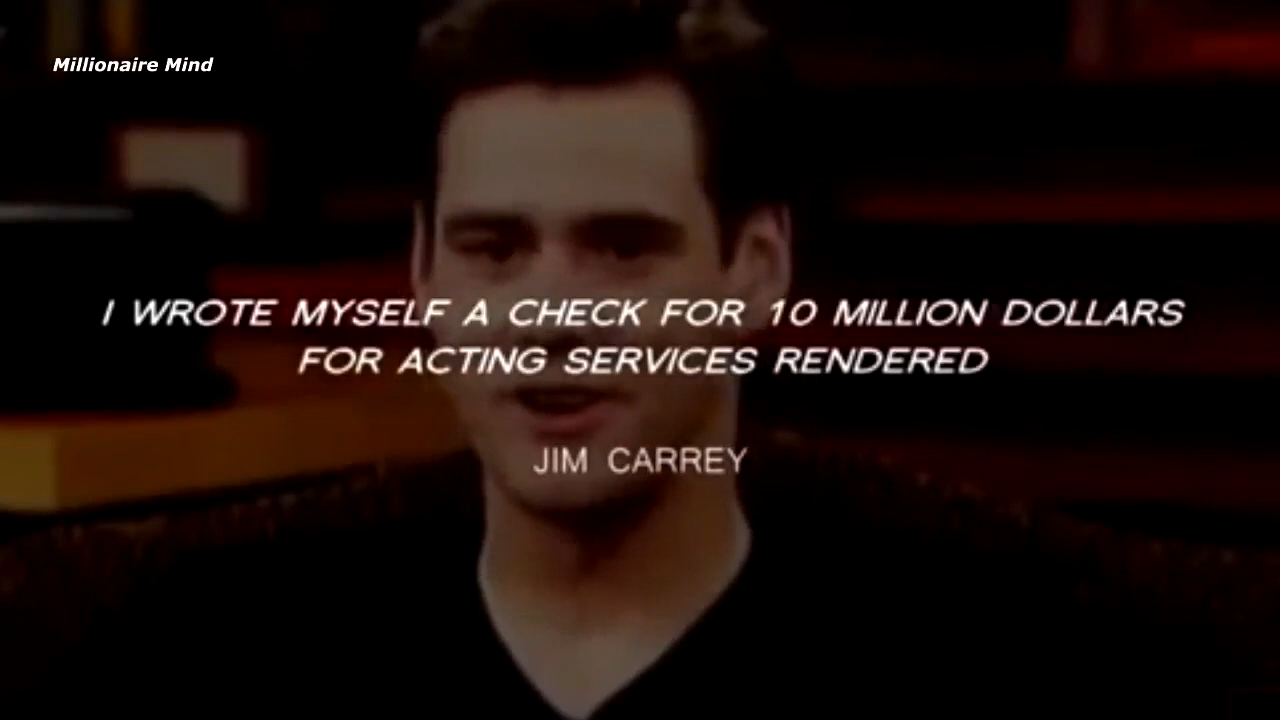 Millionaire Mind
I WROTE MYSELF A CHECK FOR 10 MILLION DOLLARS
FOR ACTING SERVICES RENDERED
JIM CARREY